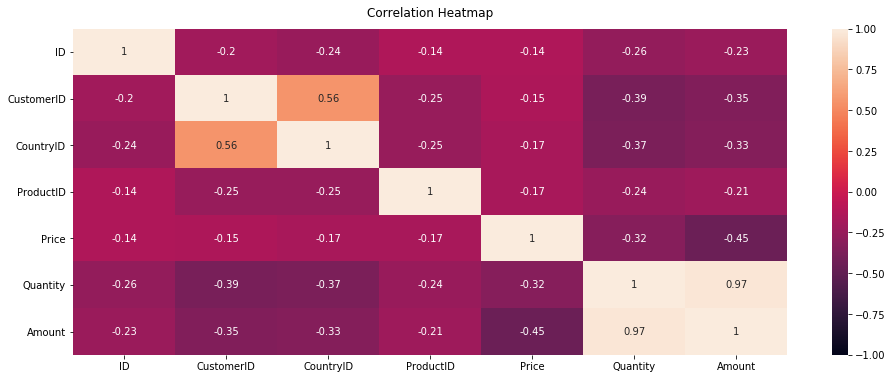 Correlation Heatmap
ID 1 -0.2 -0.24 -0.14 -0.14 -0.26 -0.23
CustomerID -0.2 1 0.56 -0.25 -0.15 -0.39 -0.35
CountryID -0.24 0.56 1 -0.25 -0.17 -0.37 -0.33
ProductID -0.14 -0.25 -0.25 1 -0.17 -0.24 -0.21
Price -0.14 -0.15 -0.17 -0.17 1 -0.32 -0.45
Quantity -0.26 -0.39 -0.37 -0.24 -0.32 1 0.97
Amount -0.23 -0.35 -0.33 -0.21 -0.45 0.97 1
ID CustomerID CountryID ProductID Price Quantity Amount
1.00
0.75
0.50
0.25
0.00
-0.25
-0.50
-0.75
-1.00